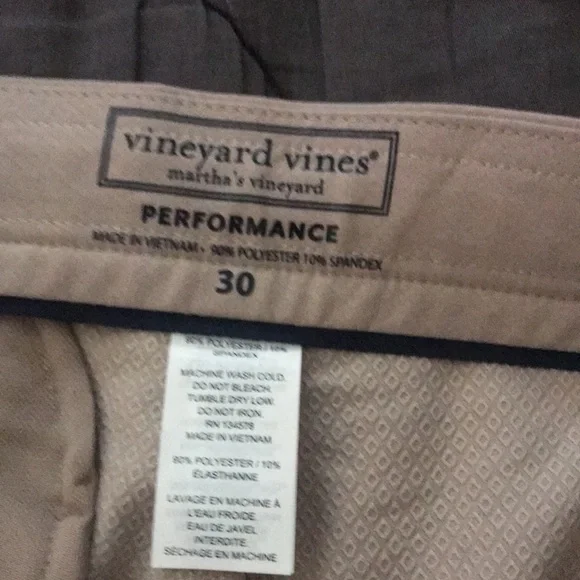 vineyard vines®
martha's vineyard
PERFORMANCE
MADE IN VIETNAM • 90% POLYESTER 10% SPANDEX
30
90% POLYESTER / 10%
SPANDEX
MACHINE WASH COLD.
DO NOT BLEACH.
TUMBLE DRY LOW.
DO NOT IRON.
RN 134578
MADE IN VIETNAM
90% POLYESTER / 10%
ÉLASTHANNE
LAVAGE EN MACHINE À
L'EAU FROIDE.
EAU DE JAVEL
INTERDITE.
SÉCHAGE EN MACHINE